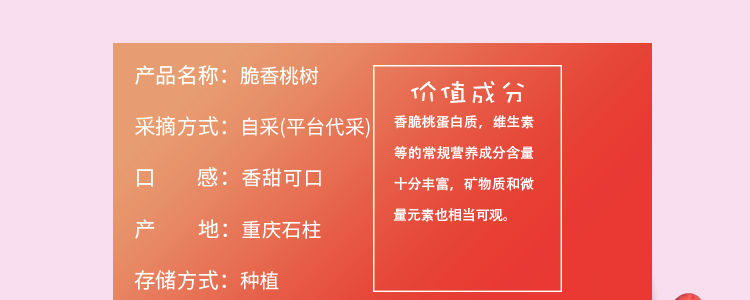 产品名称：脆香桃树
采摘方式：自采(平台代采)
口 感：香甜可口
产 地：重庆石柱
存储方式：种植
价值成分
香脆桃蛋白质，维生素
等的常规营养成分含量
十分丰富，矿物质和微
量元素也相当可观。